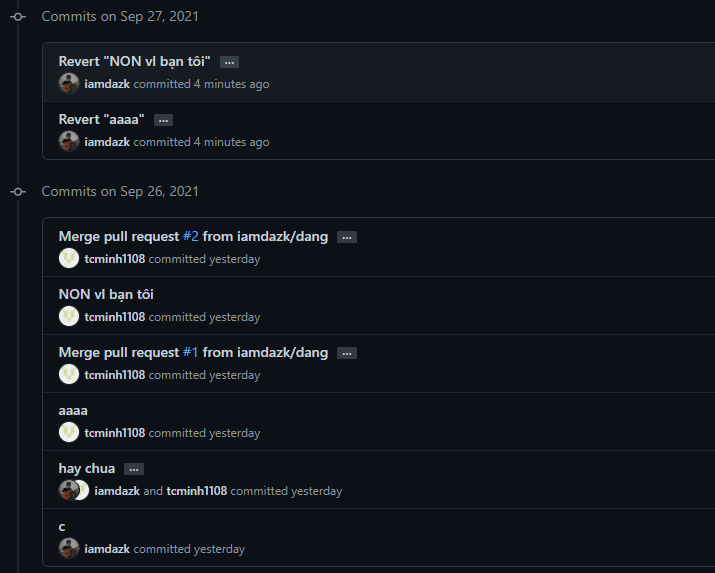 Commits on Sep 27, 2021
Revert "NON vl bạn tôi" ...
iamdazk committed 4 minutes ago
Revert "aaaa" ...
iamdazk committed 4 minutes ago
Commits on Sep 26, 2021
Merge pull request #2 from iamdazk/dang ...
tcminh1108 committed yesterday
NON vl bạn tôi
tcminh1108 committed yesterday
Merge pull request #1 from iamdazk/dang ...
tcminh1108 committed yesterday
aaaa
tcminh1108 committed yesterday
hay chua ...
iamdazk and tcminh1108 committed yesterday
c
iamdazk committed yesterday